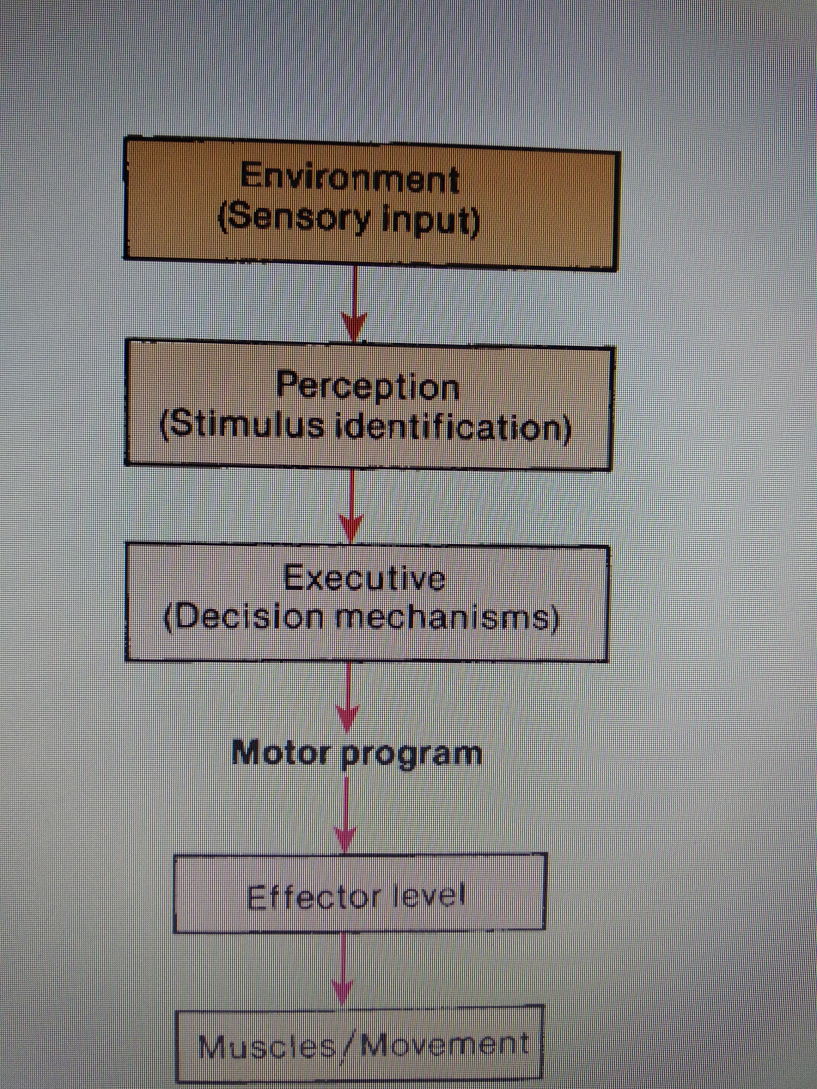 Environment
(Sensory input)
Perception
(Stimulus identification)
Executive
(Decision mechanisms)
Motor program
Effector level
Muscles/Movement